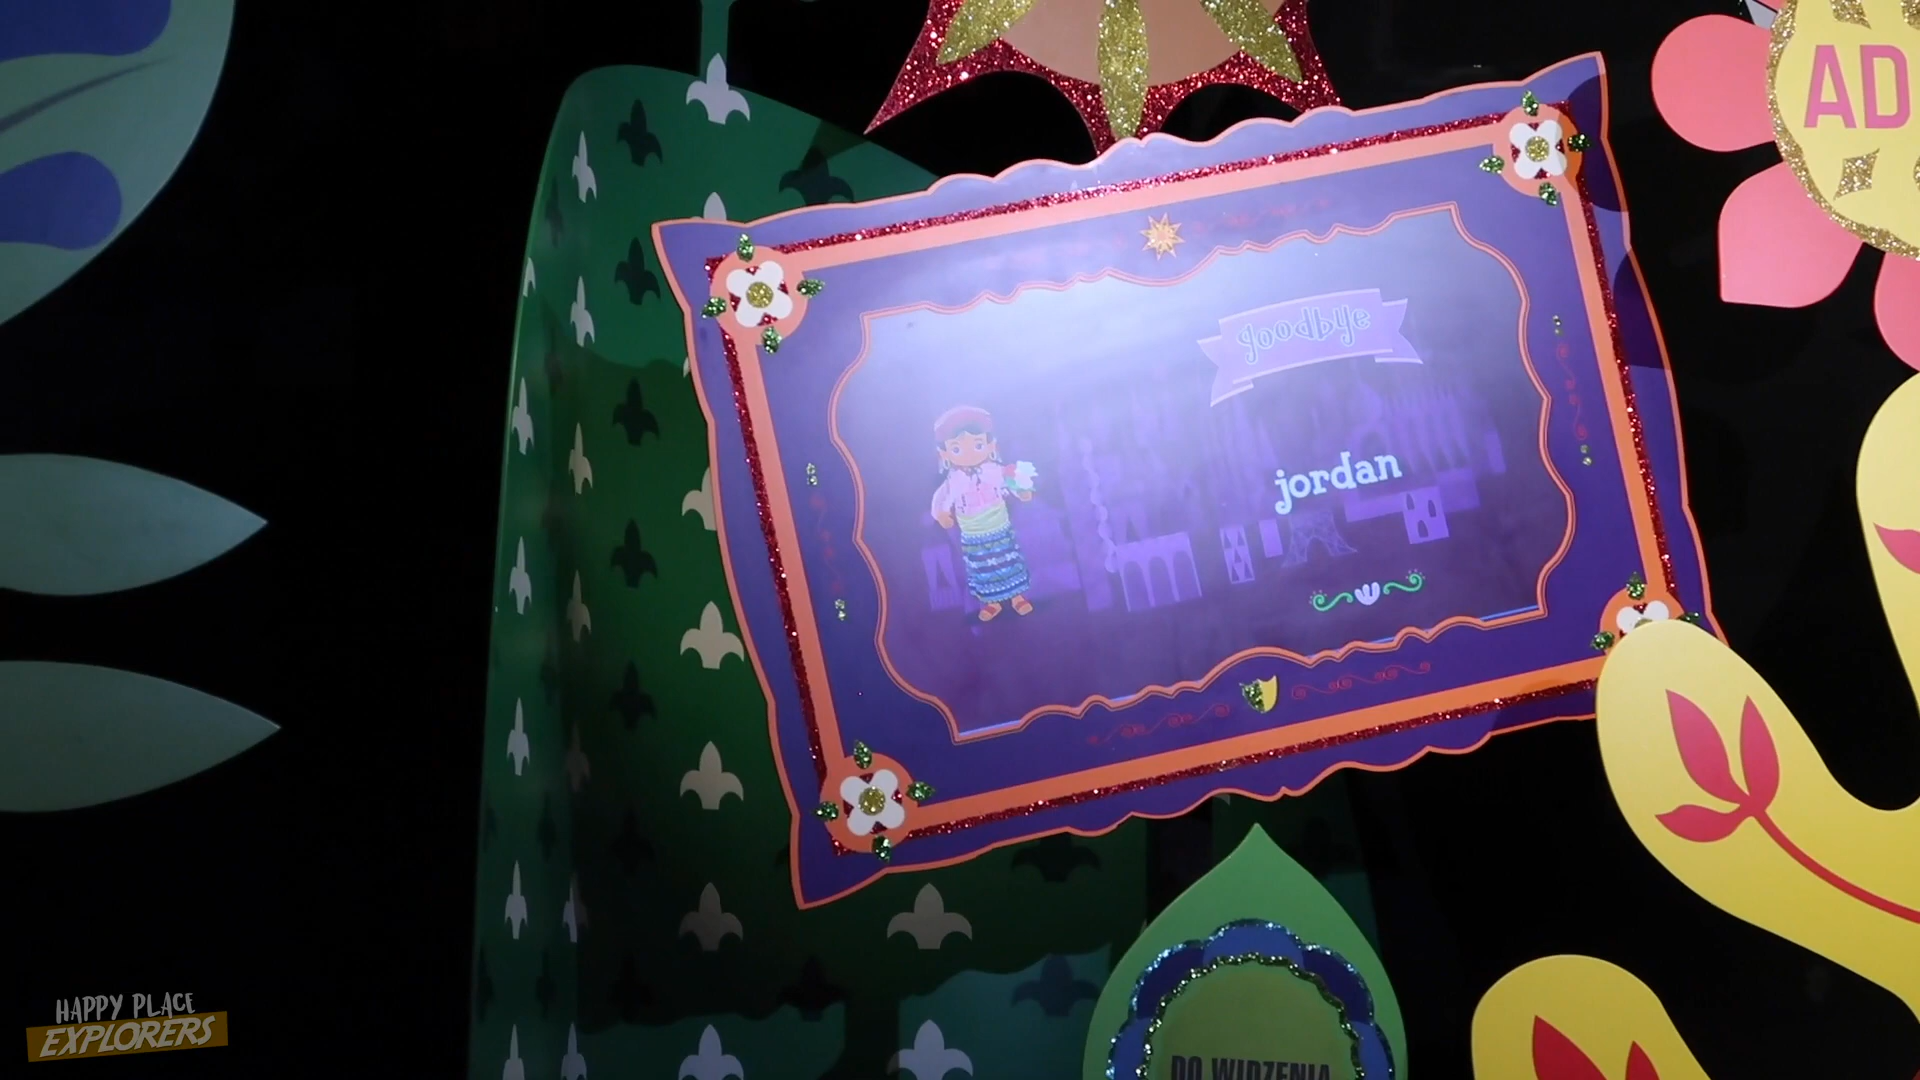 AD
goodbye
jordan
DO WIDZENIA
HAPPY PLACE
EXPLORERS